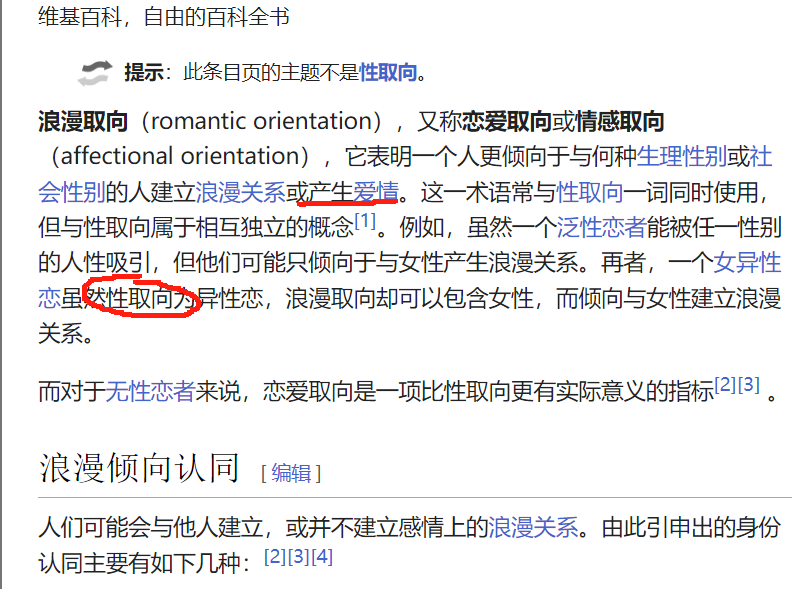 维基百科，自由的百科全书
提示：此条目页的主题不是性取向。
浪漫取向（romantic orientation），又称恋爱取向或情感取向
（affectional orientation），它表明一个人更倾向于与何种生理性别或社
会性别的人建立浪漫关系或产生爱情。这一术语常与性取向一词同时使用，
但与性取向属于相互独立的概念[1]。例如，虽然一个泛性恋者能被任一性别
的人性吸引，但他们可能只倾向于与女性产生浪漫关系。再者，一个女异性
恋虽然性取向为异性恋，浪漫取向却可以包含女性，而倾向与女性建立浪漫
关系。
而对于无性恋者来说，恋爱取向是一项比性取向更有实际意义的指标[2][3] 。
浪漫倾向认同 [ 编辑 ]
人们可能会与他人建立，或并不建立感情上的浪漫关系。由此引申出的身份
认同主要有如下几种：[2][3][4]